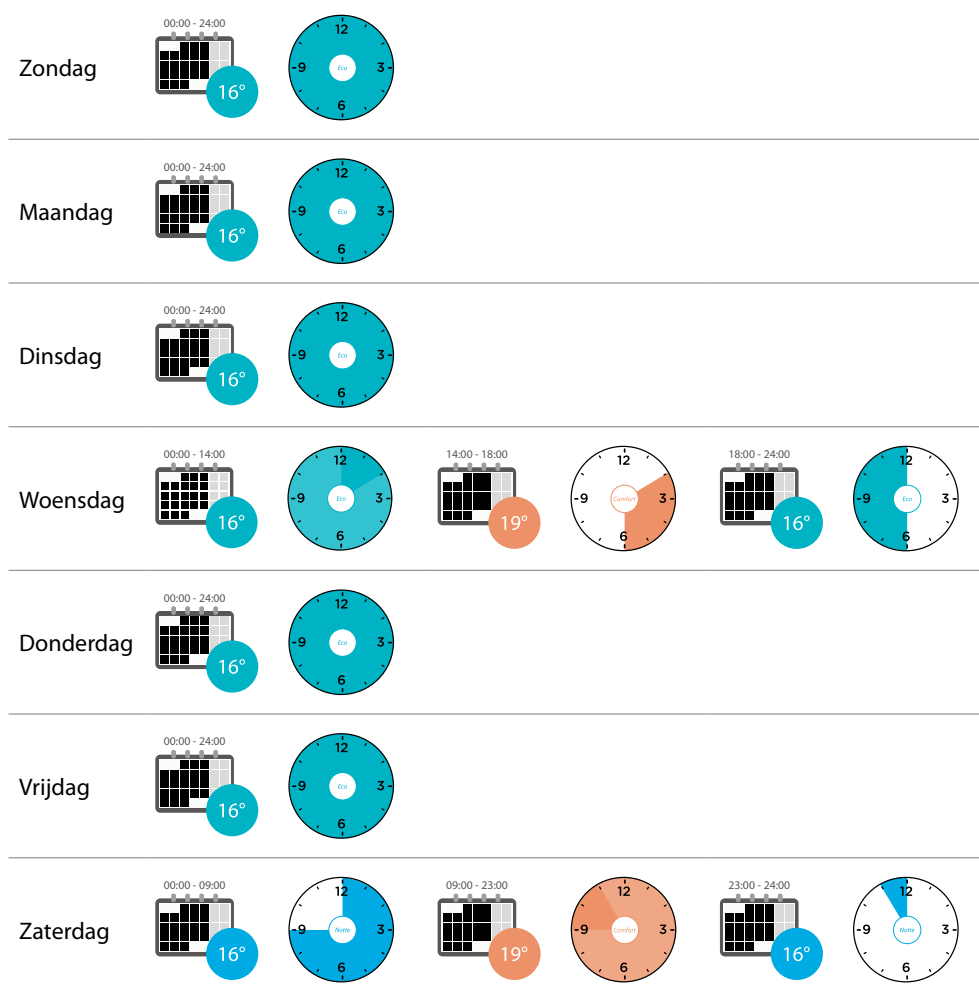 00:00 - 24:00
Zondag
16°
12
9
3
6
Eco
00:00 - 24:00
Maandag
16°
12
9
3
6
Eco
00:00 - 24:00
Dinsdag
16°
12
9
3
6
Eco
00:00 - 14:00
14:00 - 18:00
18:00 - 24:00
Woensdag
16°
12
9
3
6
Eco
19°
12
9
3
6
Comfort
16°
12
9
3
6
Eco
00:00 - 24:00
Donderdag
16°
12
9
3
6
Eco
00:00 - 24:00
Vrijdag
16°
12
9
3
6
Eco
00:00 - 09:00
09:00 - 23:00
23:00 - 24:00
Zaterdag
16°
12
9
3
6
Notte
19°
12
9
3
6
Comfort
16°
12
9
3
6
Notte